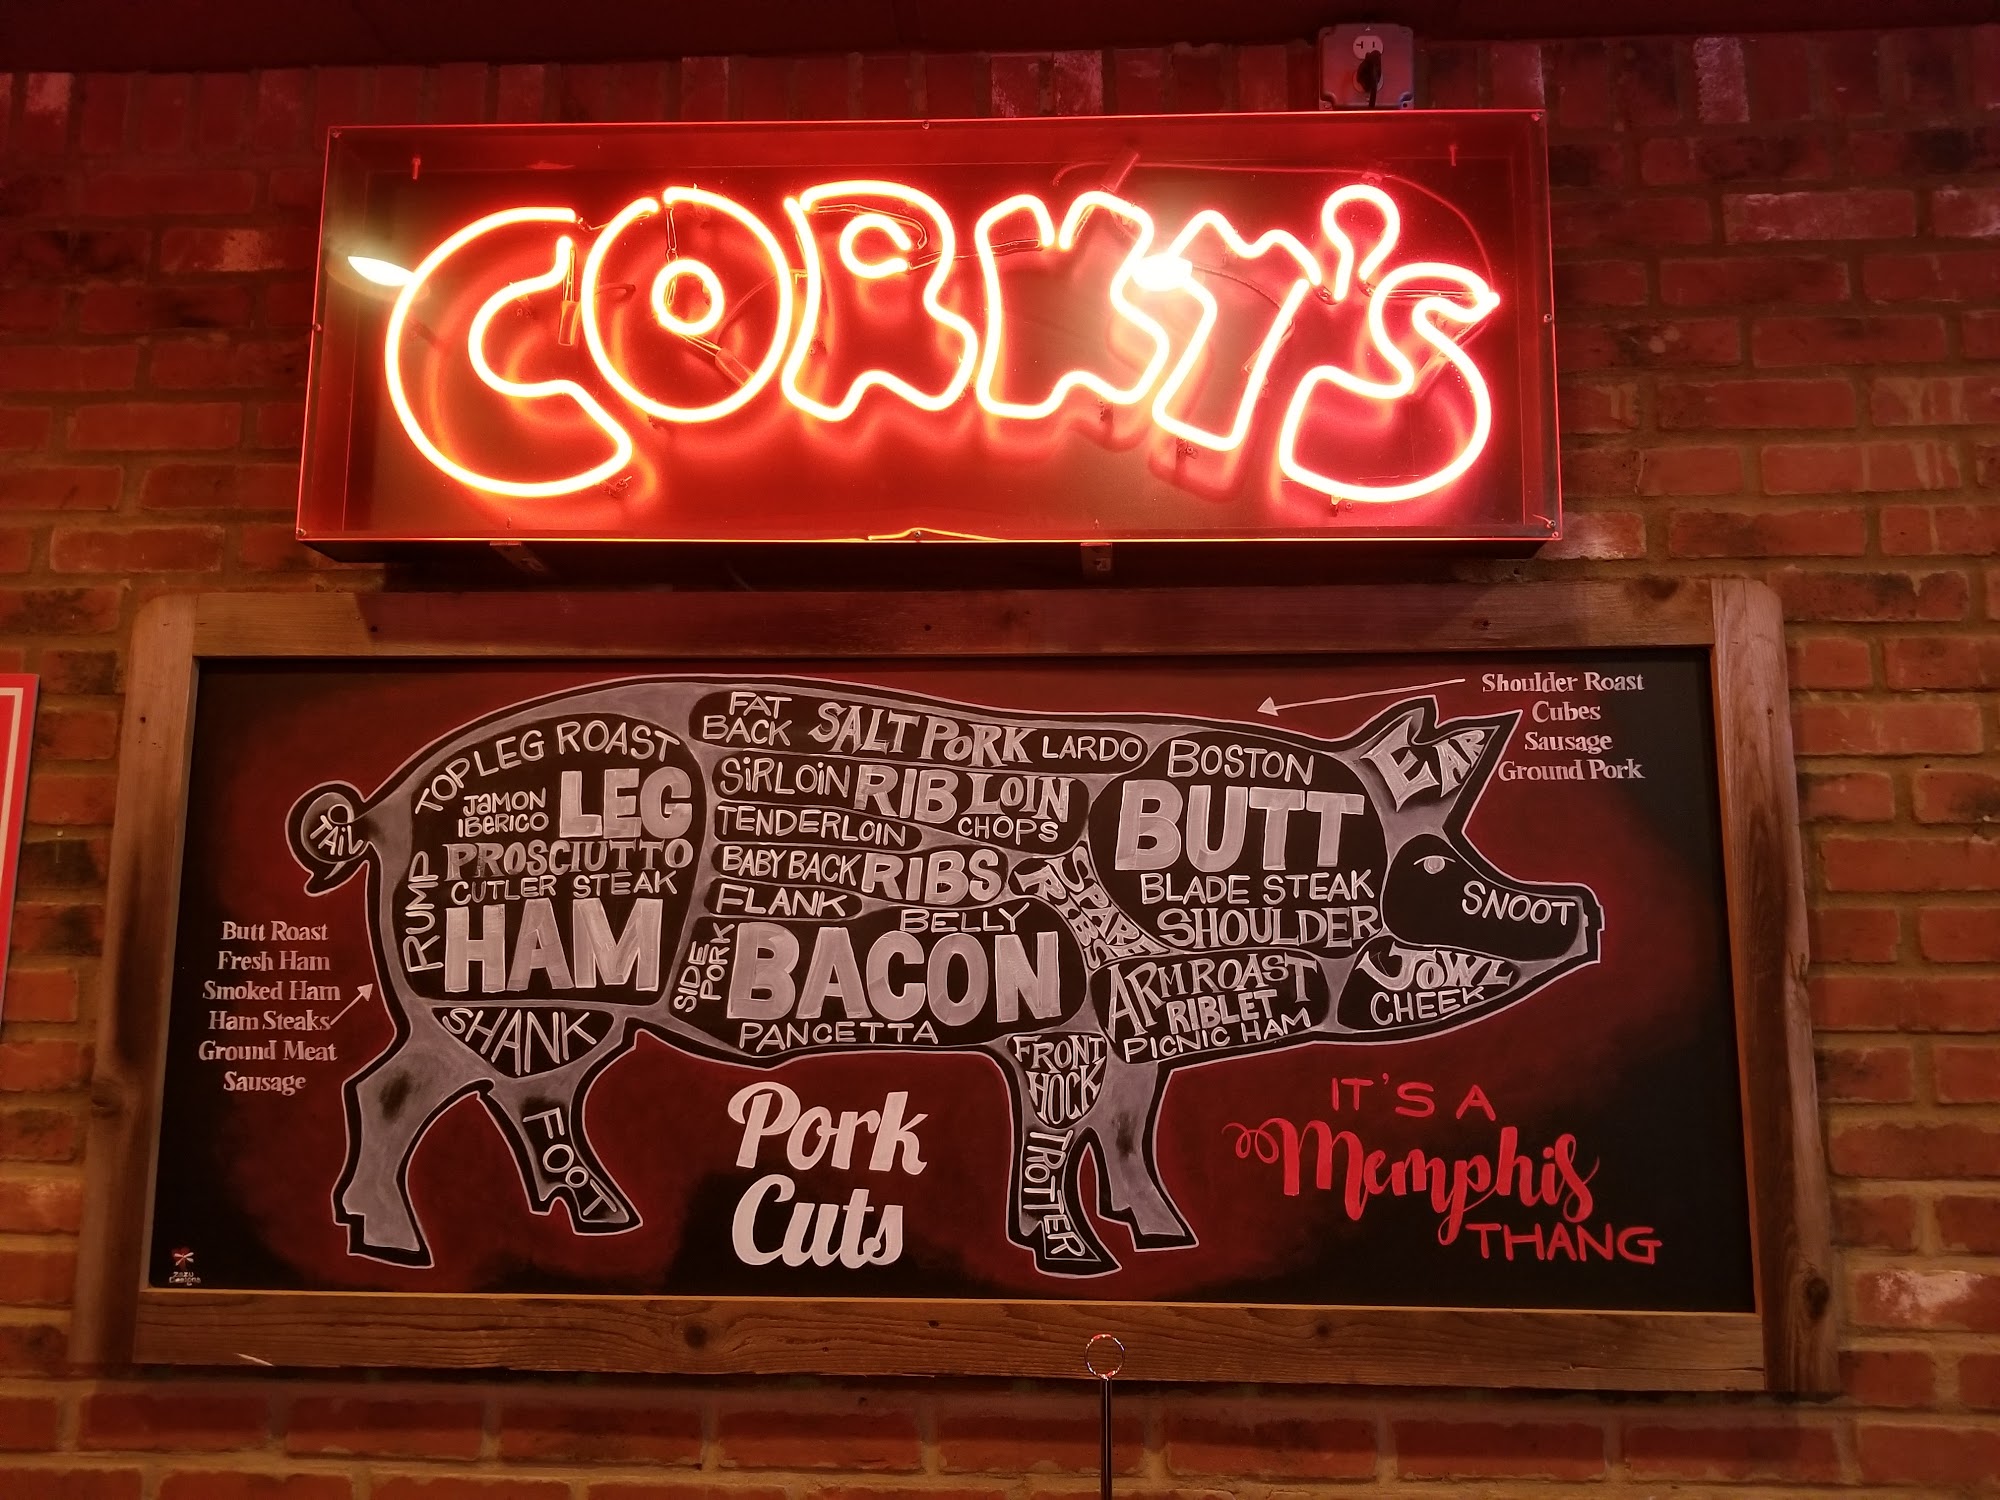 CORKY'S
Shoulder Roast
Cubes
Sausage
Ground Pork
EAR
SNOOT
JOWL
CHEEK
BOSTON
BUTT
BLADE STEAK
SHOULDER
ARM ROAST
RIBLET
PICNIC HAM
FAT
BACK
SALT PORK
LARDO
SIRLOIN
RIB
LOIN
CHOPS
TENDERLOIN
BABY BACK
RIBS
SPARE
RIBS
FLANK
BELLY
SIDE
PORK
BACON
PANCETTA
TOP LEG ROAST
JAMON
IBERICO
LEG
PROSCIUTTO
CUTLER STEAK
HAM
RUMP
TAIL
Butt Roast
Fresh Ham
Smoked Ham
Ham Steaks
Ground Meat
Sausage
SHANK
FOOT
FRONT
HOCK
TROTTER
Pork
Cuts
IT'S A
Memphis
THANG
zazu
Designs